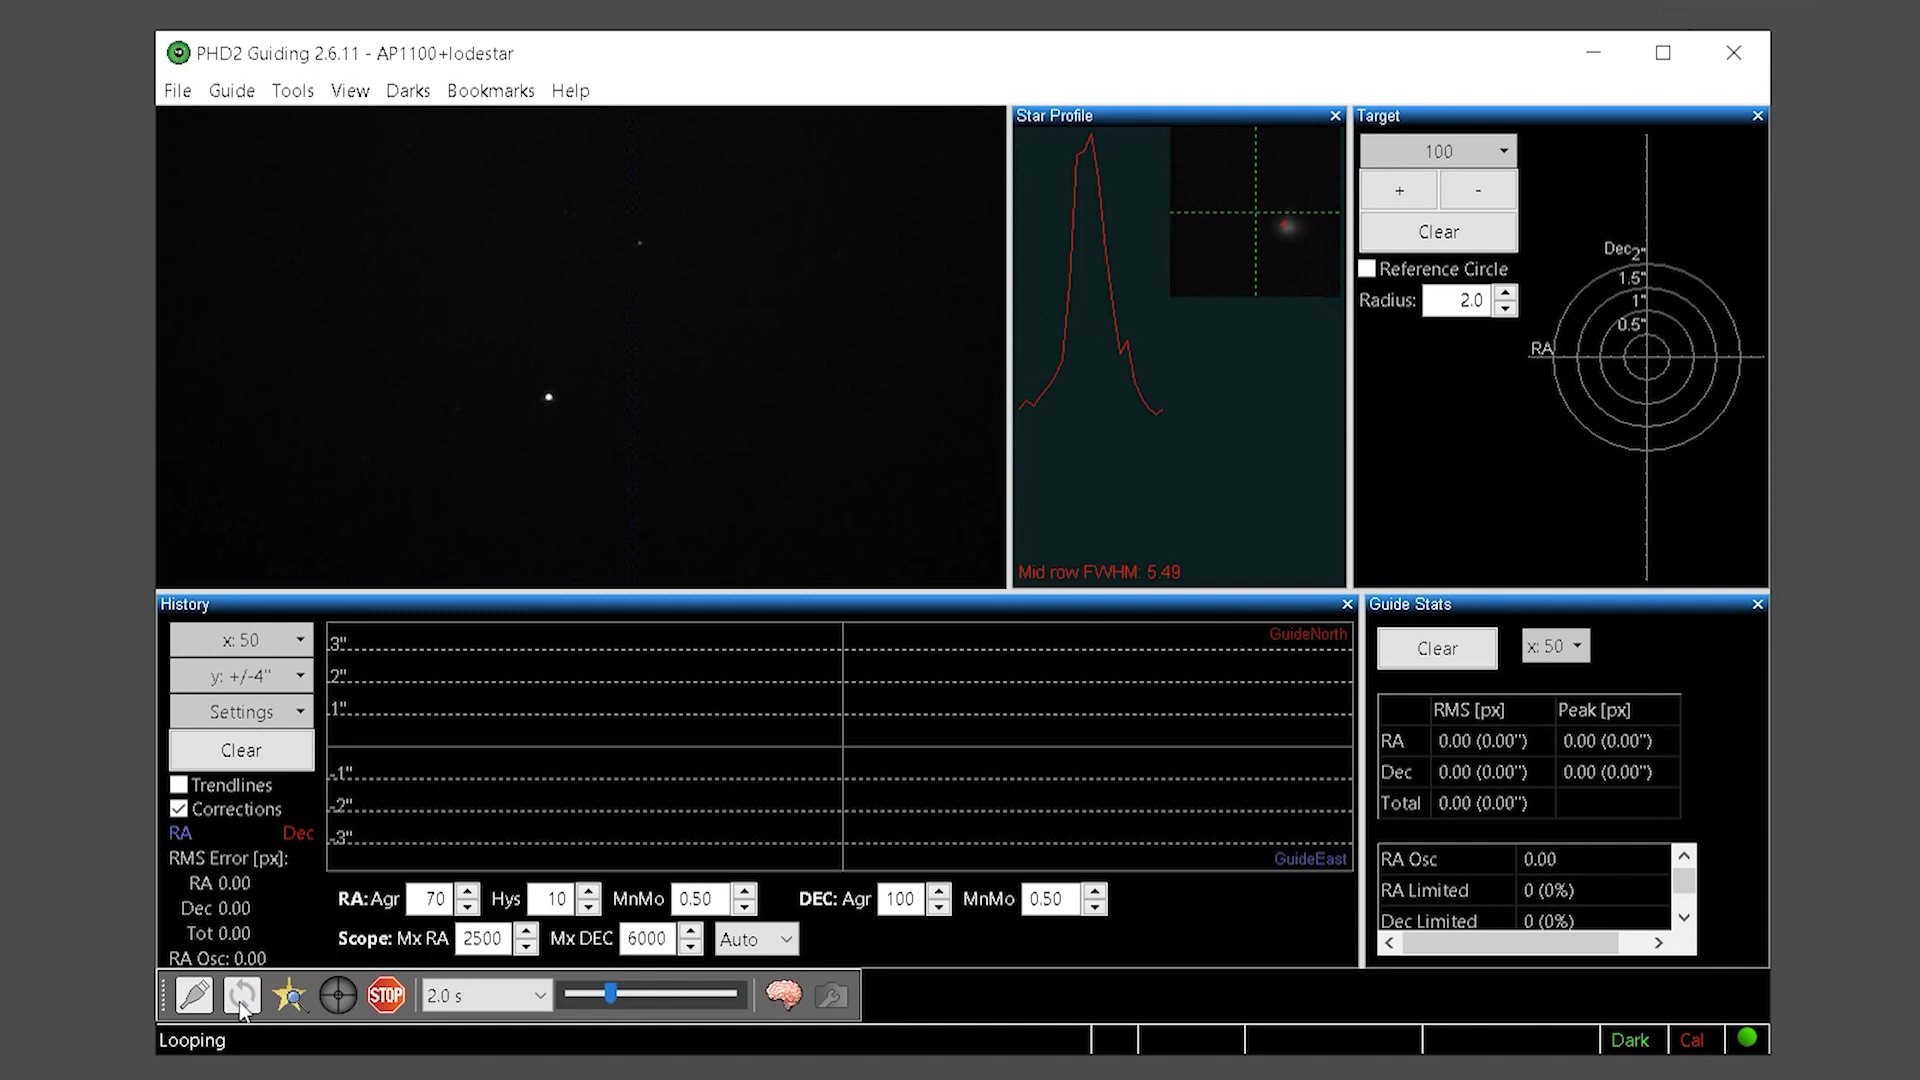 PHD2 Guiding 2.6.11 - AP1100+lodestar
File Guide Tools View Darks Bookmarks Help
Star Profile
Mid row FWHM: 5.49
Target
100
+ -
Clear
Reference Circle
Radius: 2.0
Dec 2"
1.5"
1"
0.5"
RA
History
x: 50
y: +/-4"
Settings
Clear
Trendlines
Corrections
RA Dec
RMS Error [px]:
RA 0.00
Dec 0.00
Tot 0.00
RA Osc: 0.00
3"
2"
1"
-1"
-2"
-3"
GuideNorth
GuideEast
RA: Agr 70 Hys 10 MnMo 0.50 DEC: Agr 100 MnMo 0.50
Scope: Mx RA 2500 Mx DEC 6000 Auto
Guide Stats
Clear x: 50
RMS [px] Peak [px]
RA 0.00 (0.00") 0.00 (0.00")
Dec 0.00 (0.00") 0.00 (0.00")
Total 0.00 (0.00")
RA Osc 0.00
RA Limited 0 (0%)
Dec Limited 0 (0%)
STOP 2.0 s
Looping Dark Cal